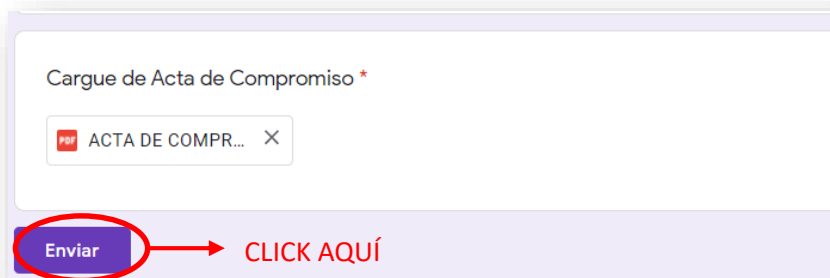 Cargue de Acta de Compromiso *
PDF ACTA DE COMPR... ×
Enviar CLICK AQUÍ